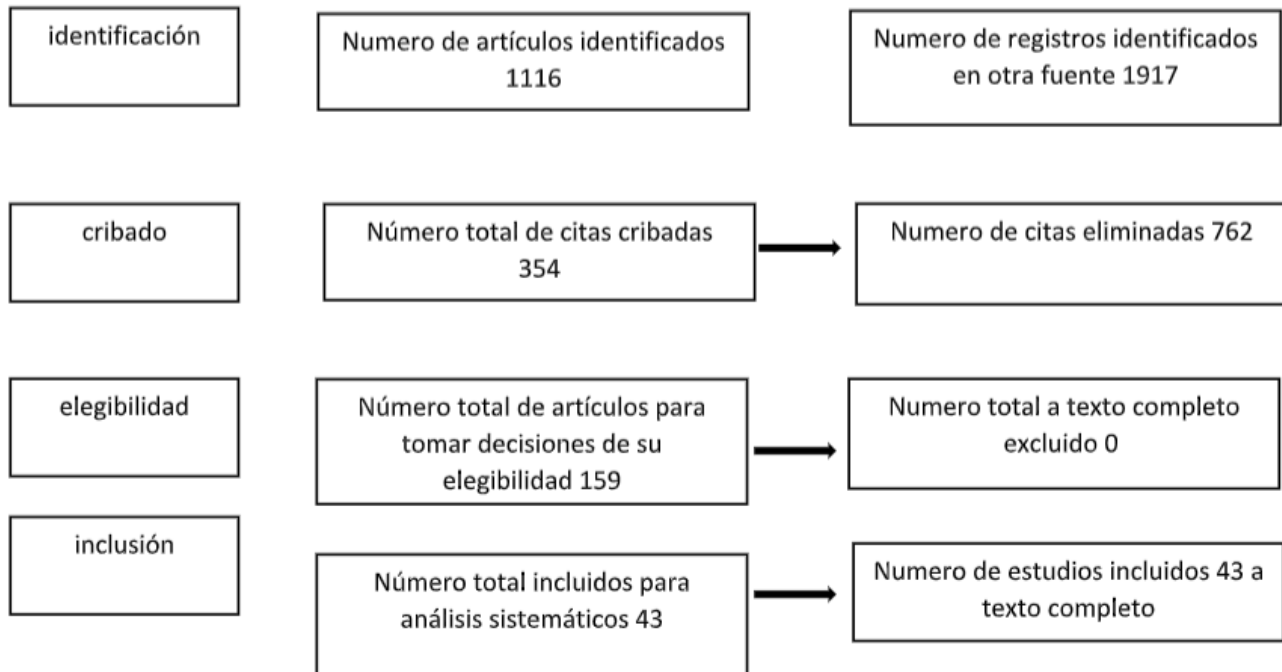 identificación
Numero de artículos identificados
1116
Numero de registros identificados
en otra fuente 1917
cribado
Número total de citas cribadas
354
Numero de citas eliminadas 762
elegibilidad
Número total de artículos para
tomar decisiones de su
elegibilidad 159
Numero total a texto completo
excluido 0
inclusión
Número total incluidos para
análisis sistemáticos 43
Numero de estudios incluidos 43 a
texto completo